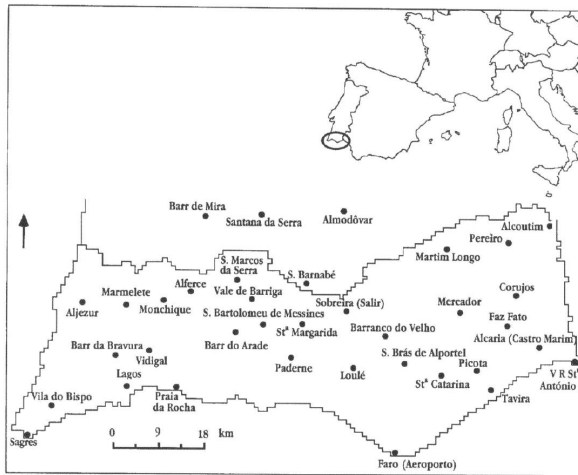 Barr de Mira
Santana da Serra
Almodôvar
Alcoutim
Pereiro
Martim Longo
S. Marcos
da Serra
S. Barnabé
Alferce
Vale de Barriga
Marmelete
Monchique
Aljezur
Sobreira (Salir)
Corujos
Mercador
Faz Fato
S. Bartolomeu de Messines
Stª Margarida
Barr do Arade
Barranco do Velho
Alcaria (Castro Marim)
Barr da Bravura
Vidigal
Paderne
Loulé
S. Brás de Alportel
Picota
Stª Catarina
V R Stº
António
Tavira
Lagos
Praia
da Rocha
Vila do Bispo
Sagres
0 9 18 km
Faro (Aeroporto)